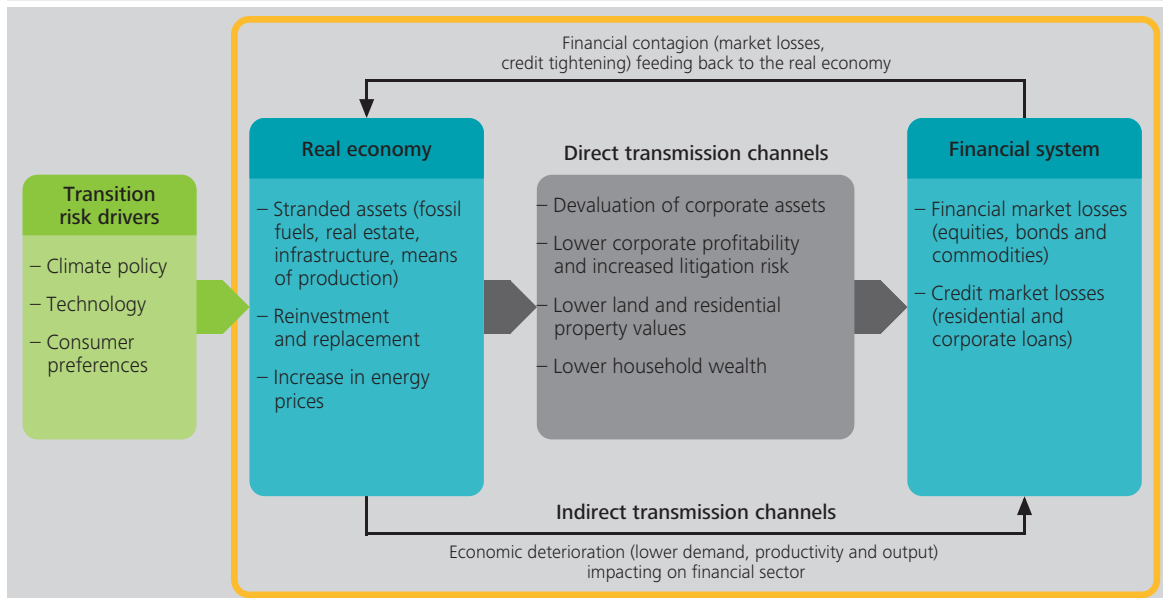 Financial contagion (market losses,
credit tightening) feeding back to the real economy
Transition
risk drivers
– Climate policy
– Technology
– Consumer
preferences
Real economy
– Stranded assets (fossil
fuels, real estate,
infrastructure, means
of production)
– Reinvestment
and replacement
– Increase in energy
prices
Direct transmission channels
– Devaluation of corporate assets
– Lower corporate profitability
and increased litigation risk
– Lower land and residential
property values
– Lower household wealth
Financial system
– Financial market losses
(equities, bonds and
commodities)
– Credit market losses
(residential and
corporate loans)
Indirect transmission channels
Economic deterioration (lower demand, productivity and output)
impacting on financial sector